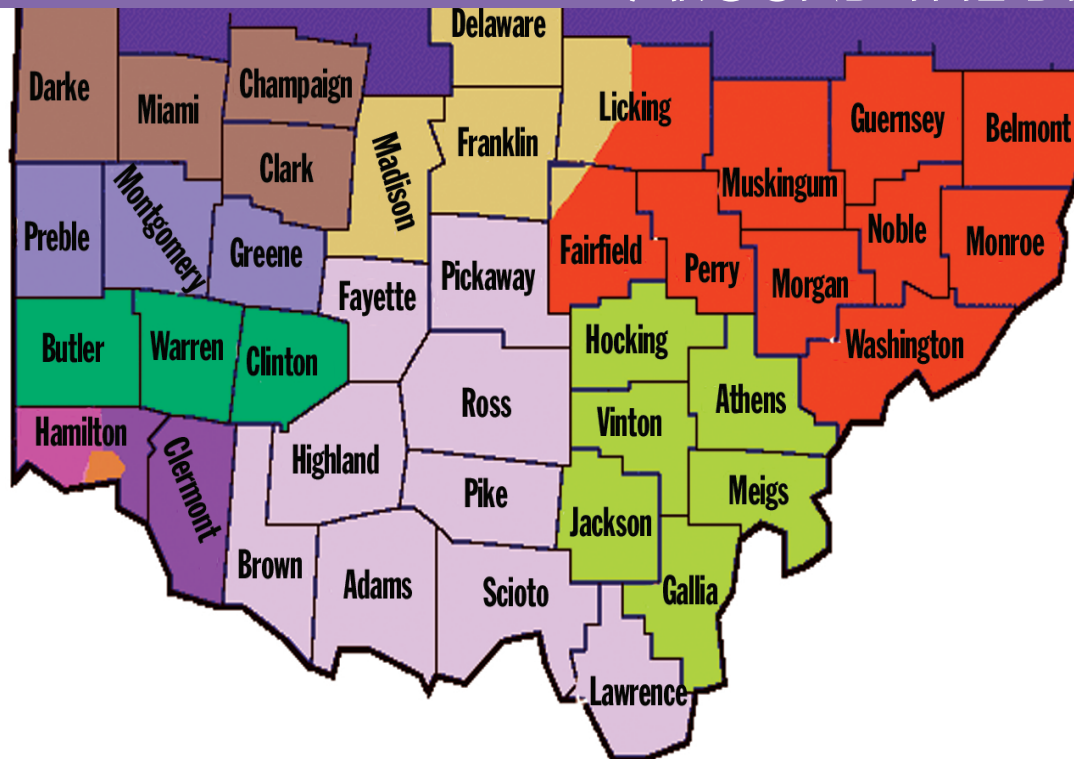 Delaware
Darke
Miami
Champaign
Licking
Guernsey
Belmont
Clark
Madison
Franklin
Muskingum
Preble
Montgomery
Greene
Fairfield
Perry
Noble
Monroe
Fayette
Pickaway
Morgan
Butler
Warren
Clinton
Hocking
Washington
Ross
Athens
Hamilton
Clermont
Highland
Vinton
Pike
Jackson
Meigs
Brown
Adams
Scioto
Gallia
Lawrence